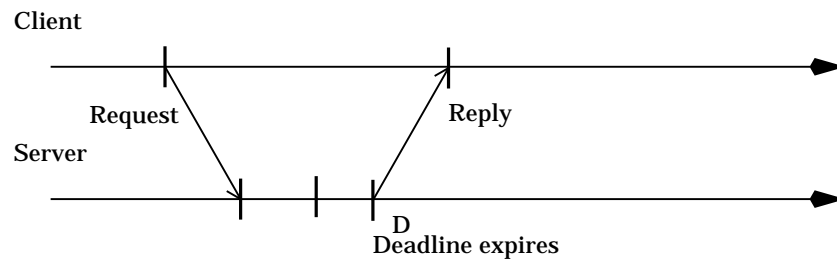 Client
Request
Reply
Server
D
Deadline expires